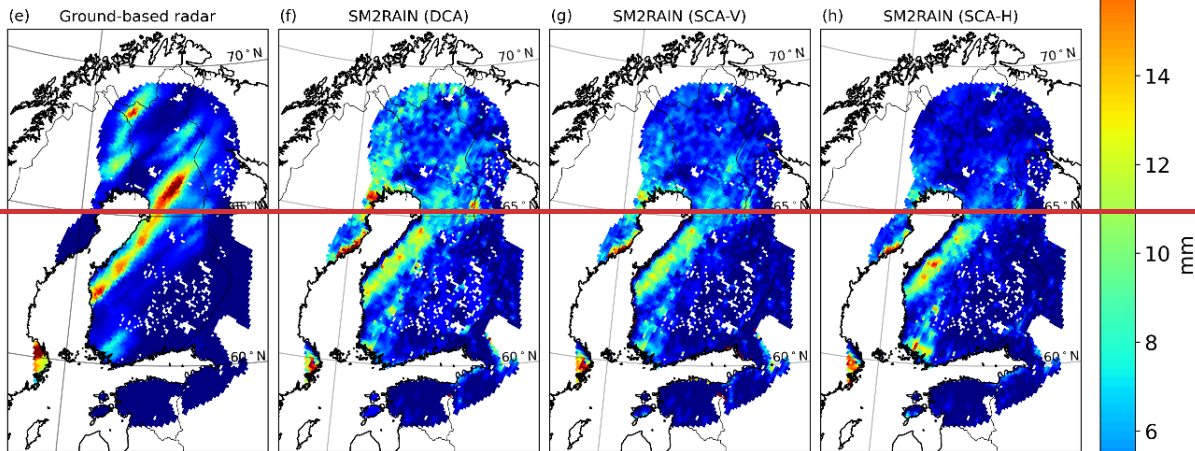 (e) Ground-based radar
(f) SM2RAIN (DCA)
(g) SM2RAIN (SCA-V)
(h) SM2RAIN (SCA-H)
70°N
70°N
70°N
70°N
65°N
65°N
65°N
65°N
60°N
60°N
60°N
60°N
14
12
10
8
6
mm